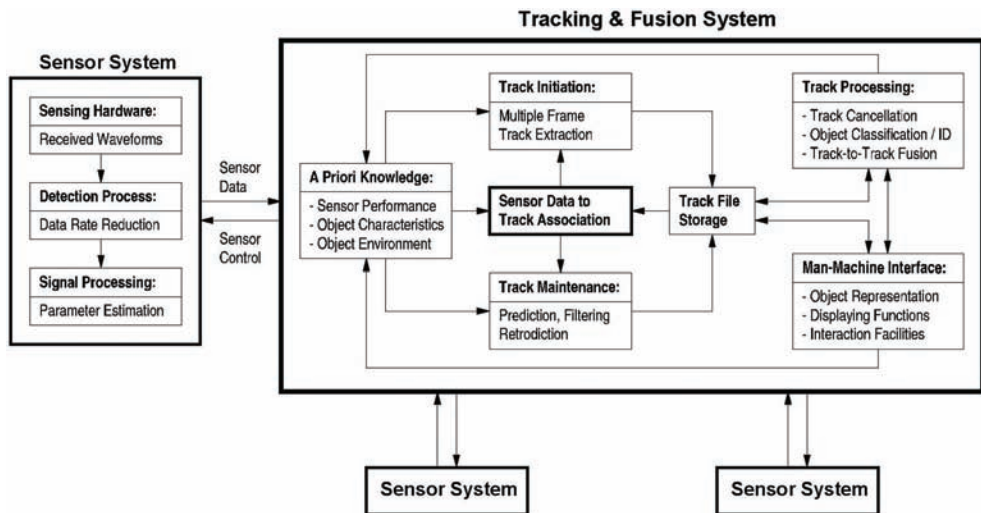 Tracking & Fusion System
Sensor System
Sensing Hardware:
Received Waveforms
Detection Process:
Data Rate Reduction
Signal Processing:
Parameter Estimation
Sensor
Data
Sensor
Control
A Priori Knowledge:
- Sensor Performance
- Object Characteristics
- Object Environment
Track Initiation:
Multiple Frame
Track Extraction
Sensor Data to
Track Association
Track Maintenance:
Prediction, Filtering
Retrodiction
Track File
Storage
Track Processing:
- Track Cancellation
- Object Classification / ID
- Track-to-Track Fusion
Man-Machine Interface:
- Object Representation
- Displaying Functions
- Interaction Facilities
Sensor System
Sensor System